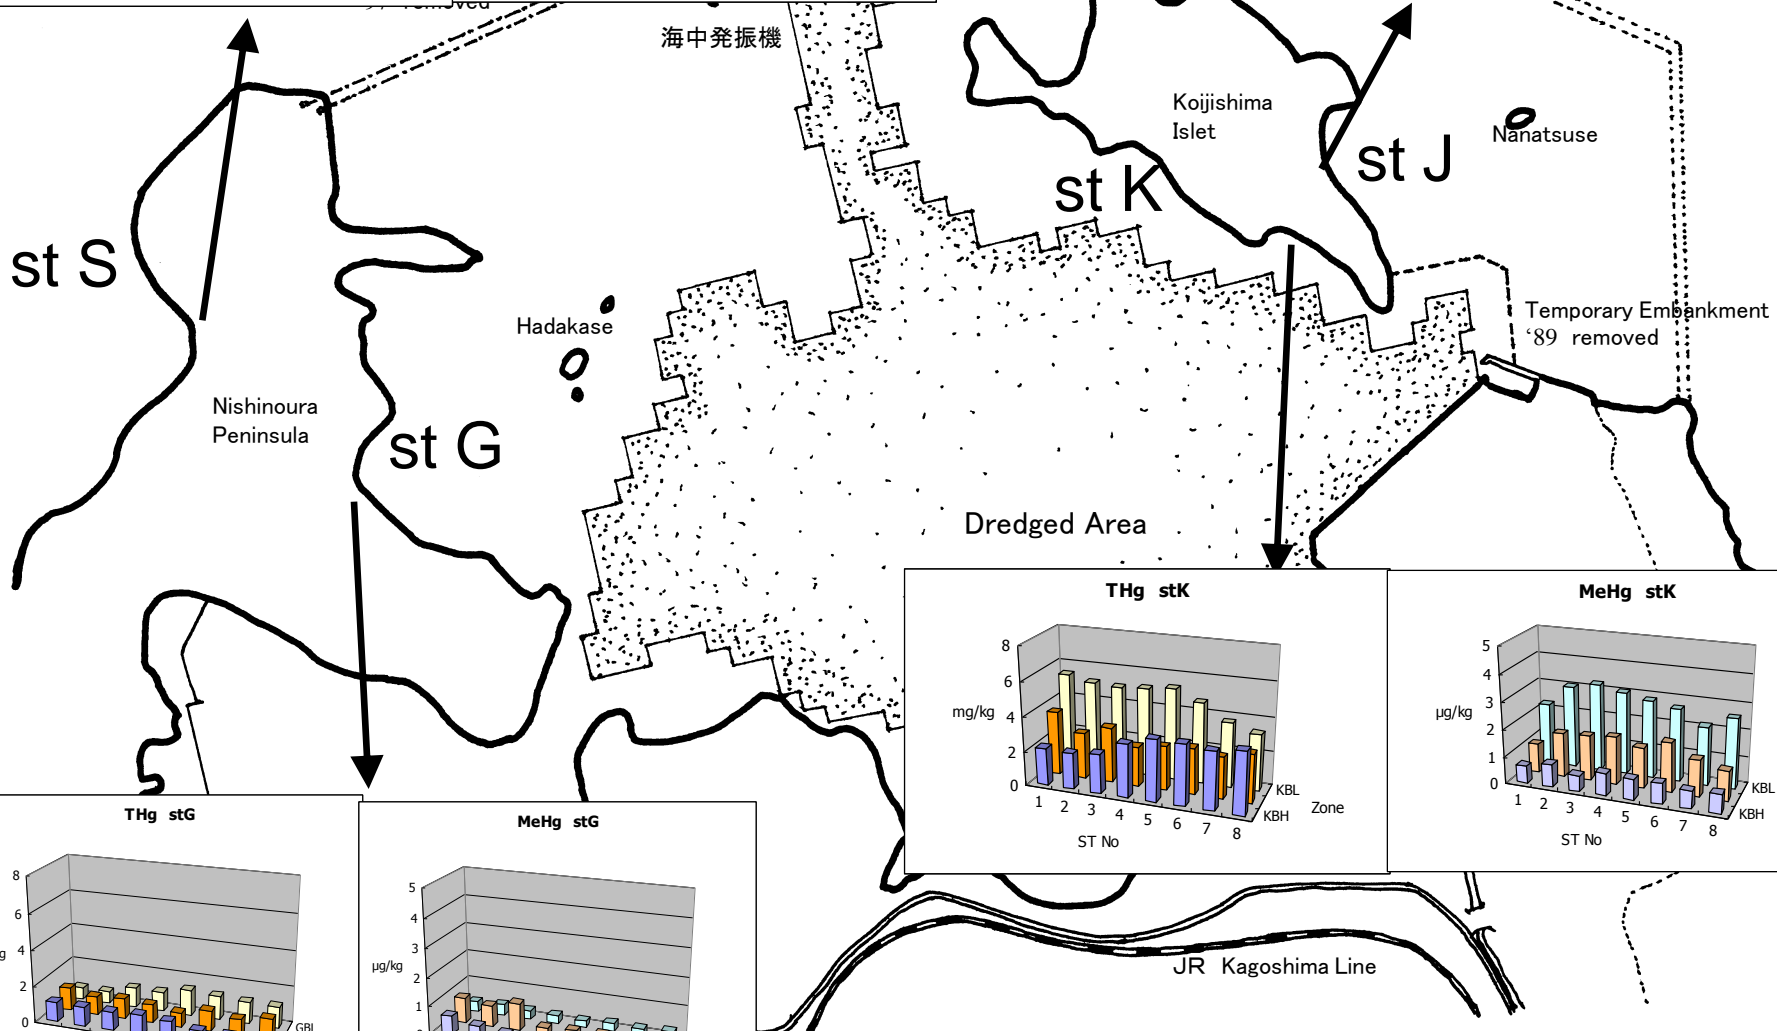 '97 removed
海中発振機
Koijishima
Islet
Nanatsuse
st J
st K
st S
Hadakase
Temporary Embankment
‘89 removed
Nishinoura
Peninsula
st G
Dredged Area
THg stK
8
6
4
2
0
mg/kg
1 2 3 4 5 6 7 8
ST No
KBL
KBH
Zone
MeHg stK
5
4
3
2
1
0
µg/kg
1 2 3 4 5 6 7 8
ST No
KBL
KBH
THg stG
8
6
4
2
0
g
GBL
MeHg stG
5
4
3
2
1
µg/kg
JR Kagoshima Line